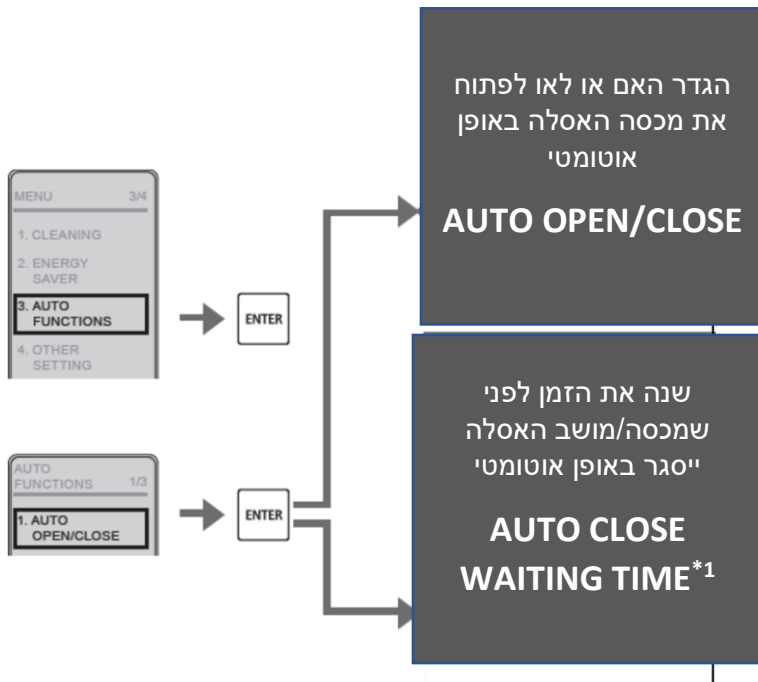 MENU 3/4
1. CLEANING
2. ENERGY
SAVER
3. AUTO
FUNCTIONS
4. OTHER
SETTING
ENTER
AUTO
FUNCTIONS 1/3
1. AUTO
OPEN/CLOSE
ENTER
הגדר האם או לאו לפתוח
את מכסה האסלה באופן
אוטומטי
AUTO OPEN/CLOSE
שנה את הזמן לפני
שמכסה/מושב האסלה
ייסגר באופן אוטומטי
AUTO CLOSE
WAITING TIME*1